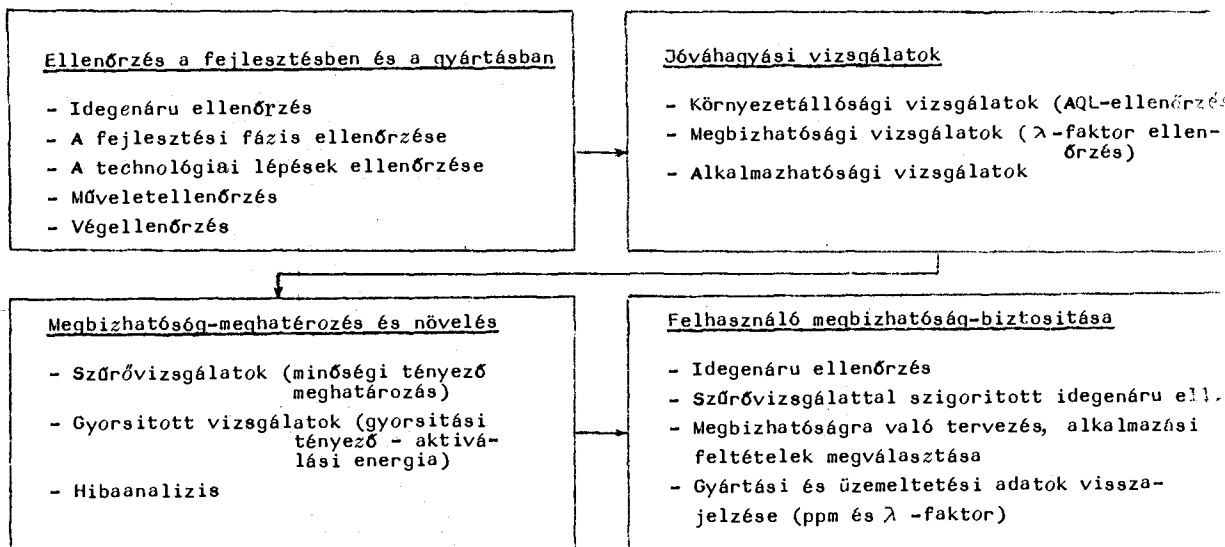 Ellenőrzés a fejlesztésben és a gyártásban
- Idegenáru ellenőrzés
- A fejlesztési fázis ellenőrzése
- A technológiai lépések ellenőrzése
- Műveletellenőrzés
- Végellenőrzés
Jóváhagyási vizsgálatok
- Környezetállósági vizsgálatok (AQL-ellenőrzés
- Megbizhatósági vizsgálatok (λ-faktor ellen-
őrzés)
- Alkalmazhatósági vizsgálatok
Megbizhatóság-meghatérozés és növelés
- Szűrővizsgálatok (minőségi tényező
meghatározás)
- Gyorsitott vizsgálatok (gyorsitási
tényező - aktivá-
lási energia)
- Hibaanalizis
Felhasználó megbizhatóság-biztositása
- Idegenáru ellenőrzés
- Szűrővizsgálattal szigoritott idegenáru ell.
- Megbizhatóságra való tervezés, alkalmazási
feltételek megválasztása
- Gyártási és üzemeltetési adatok vissza-
jelzése (ppm és λ -faktor)